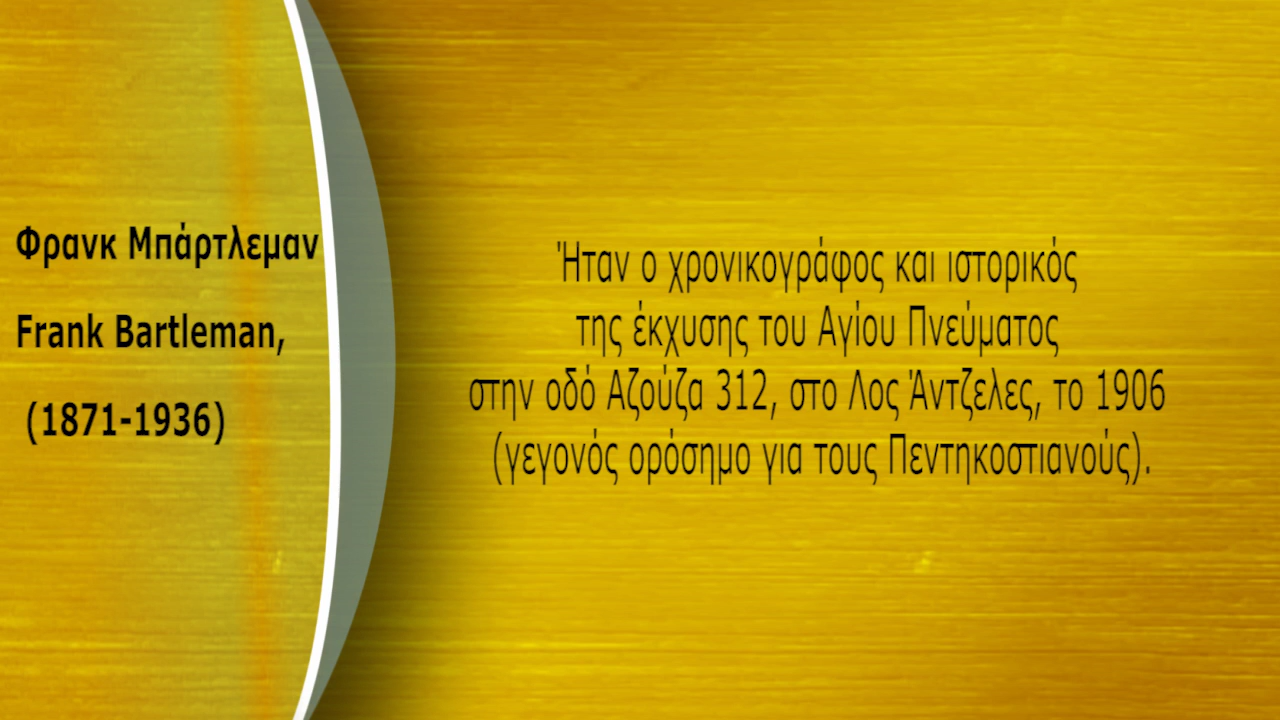 Φρανκ Μπάρτλεμαν
Frank Bartleman,
(1871-1936)
Ήταν ο χρονικογράφος και ιστορικός
της έκχυσης του Αγίου Πνεύματος
στην οδό Αζούζα 312, στο Λος Άντζελες, το 1906
(γεγονός ορόσημο για τους Πεντηκοστιανούς).